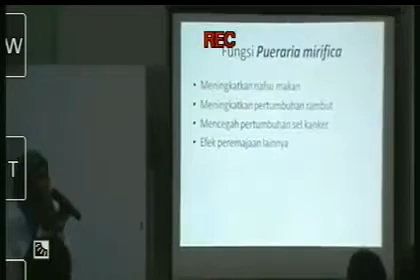 W
REC
Fungsi Pueraria mirifica
• Meningkatkan nafsu makan
• Meningkatkan pertumbuhan rambut
• Mencegah pertumbuhan sel kanker
• Efek peremajaan lainnya
T